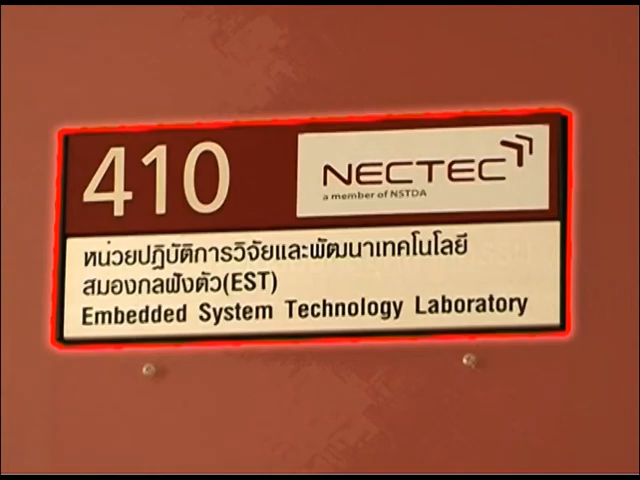 410
NECTEC
a member of NSTDA
หน่วยปฏิบัติการวิจัยและพัฒนาเทคโนโลยี
สมองกลฝังตัว(EST)
Embedded System Technology Laboratory